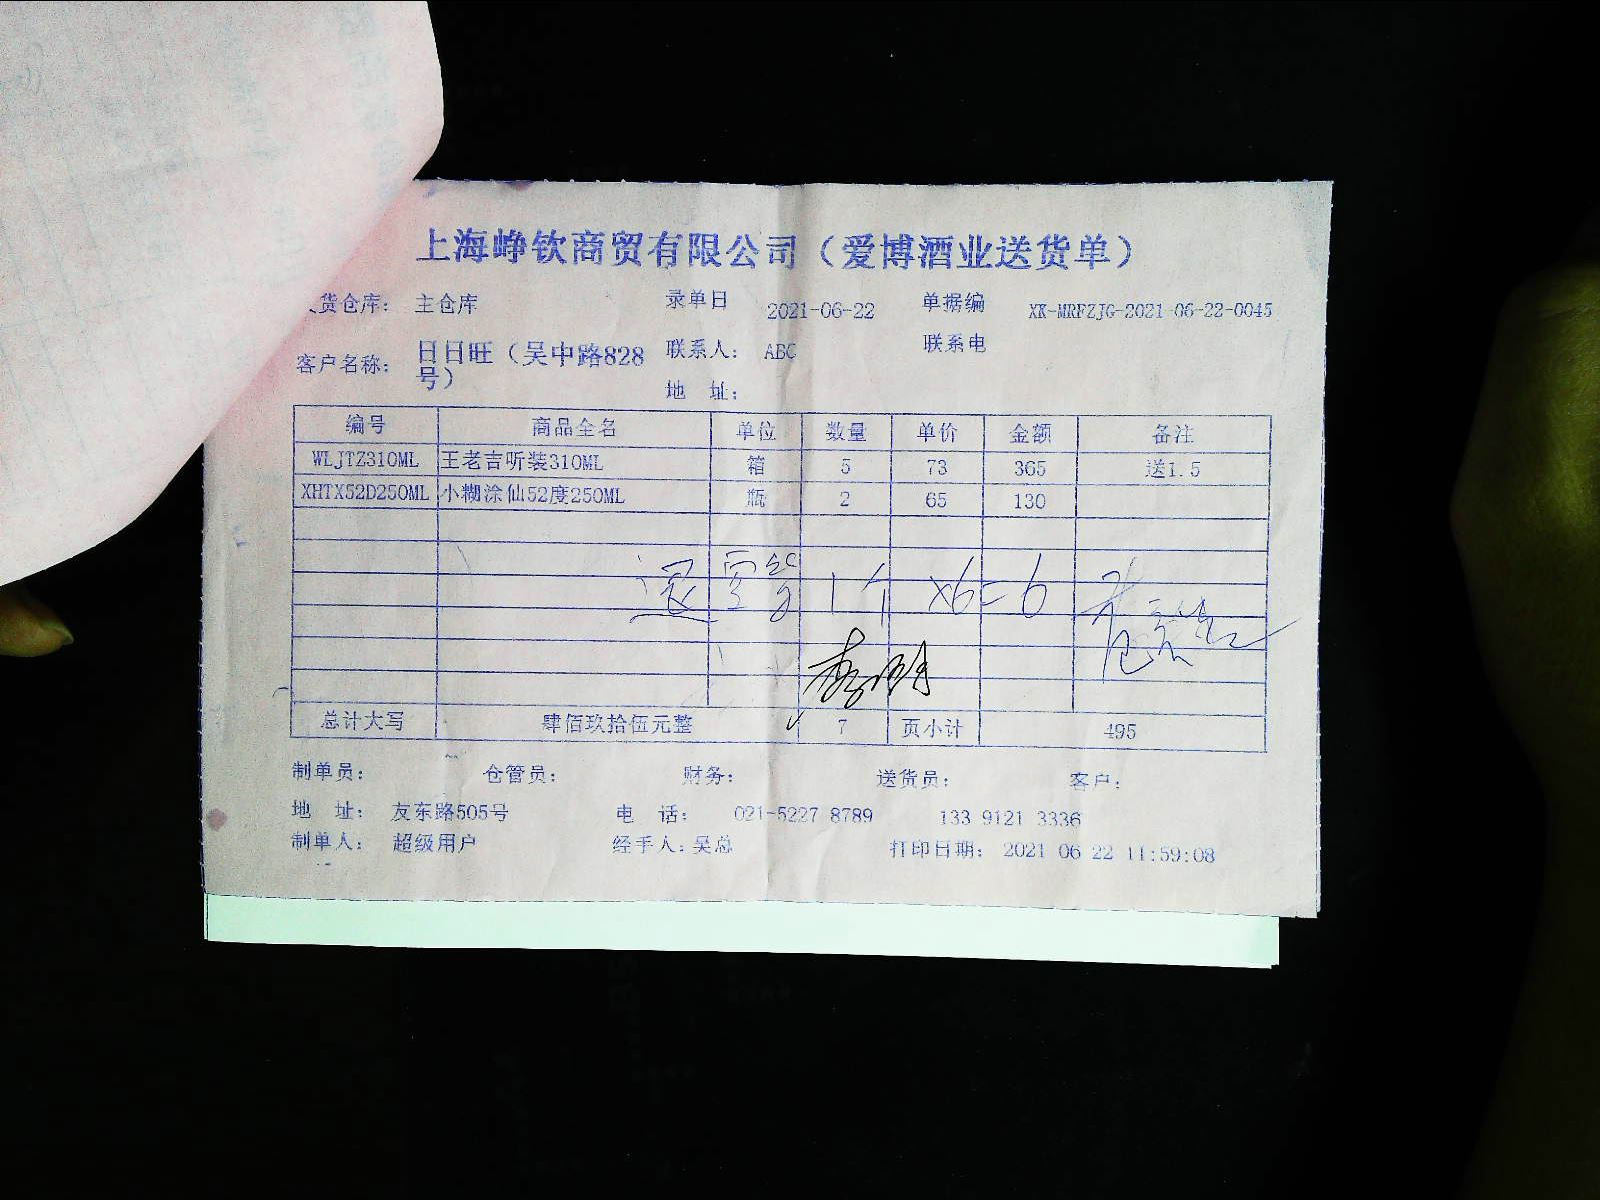 上海峥钦商贸有限公司（爱博酒业送货单）
货仓库： 主仓库 录单日 2021-06-22 单据编 XK-MRFZJG-2021-06-22-0045
客户名称： 日日旺（吴中路828号） 联系人： ABC 联系电
地 址：
编号 商品全名 单位 数量 单价 金额 备注
WLJTZ310ML 王老吉听装310ML 箱 5 73 365 送1.5
XHTX52D250ML 小糊涂仙52度250ML 瓶 2 65 130
退 1个 x6=6
总计大写 肆佰玖拾伍元整 7 页小计 495
制单员： 仓管员： 财务： 送货员： 客户：
地 址： 友东路505号 电 话： 021-5227 8789 133 9121 3336
制单人： 超级用户 经手人：吴总 打印日期： 2021 06 22 11:59:08